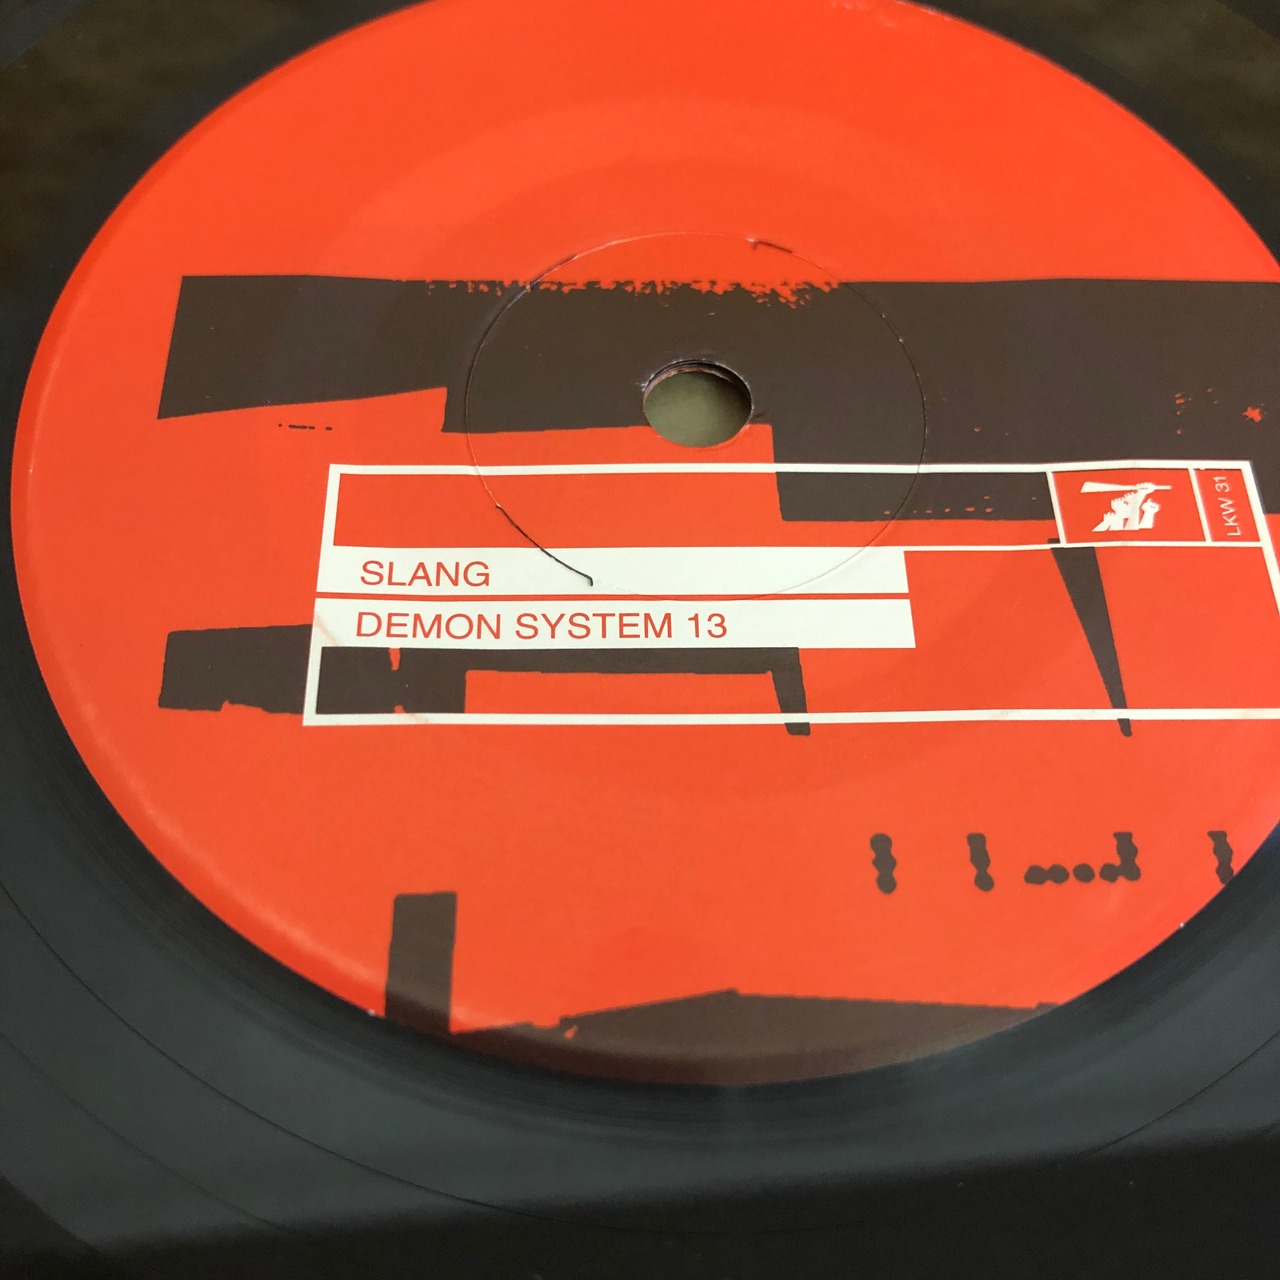 SLANG
DEMON SYSTEM 13
LKW 31